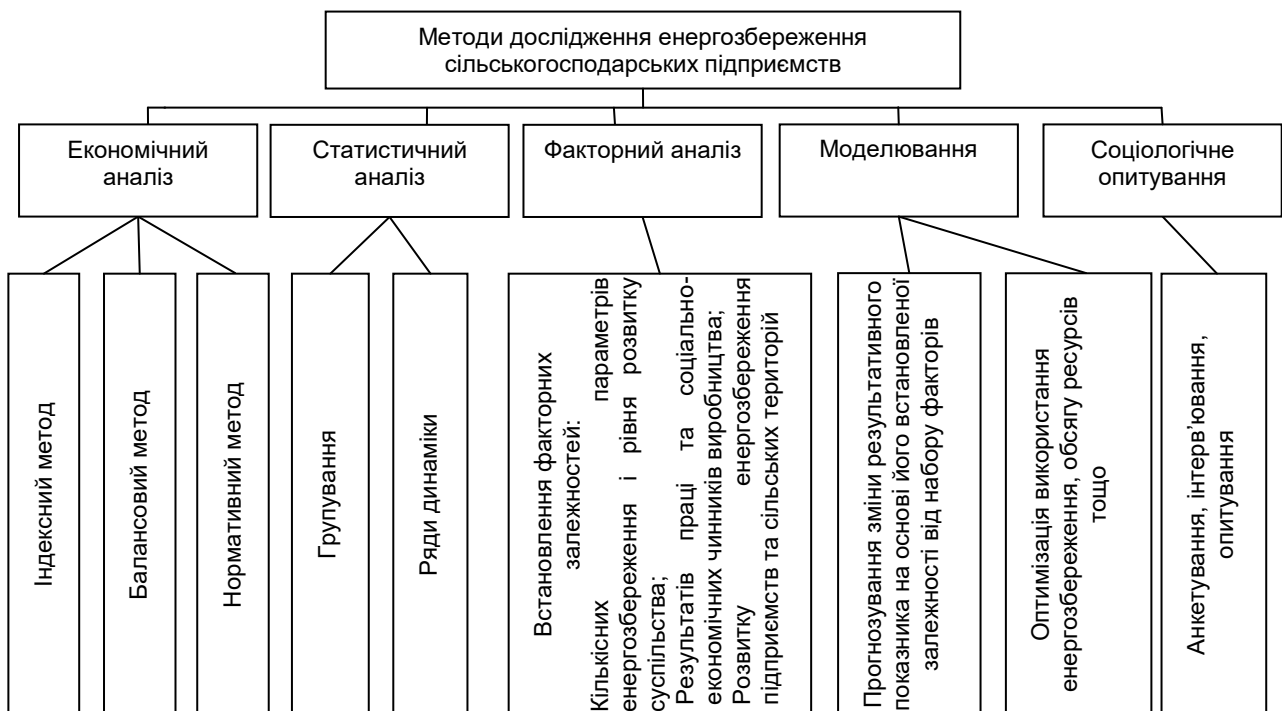 Методи дослідження енергозбереження
сільськогосподарських підприємств
Економічний
аналіз
Статистичний
аналіз
Факторний аналіз
Моделювання
Соціологічне
опитування
Індексний метод
Балансовий метод
Нормативний метод
Групування
Ряди динаміки
Встановлення факторних
залежностей:
Кількісних параметрів
енергозбереження і рівня розвитку
суспільства;
Результатів праці та соціально-
економічних чинників виробництва;
Розвитку енергозбереження
підприємств та сільських територій
Прогнозування зміни результативного
показника на основі його встановленої
залежності від набору факторів
Оптимізація використання
енергозбереження, обсягу ресурсів
тощо
Анкетування, інтерв’ювання,
опитування